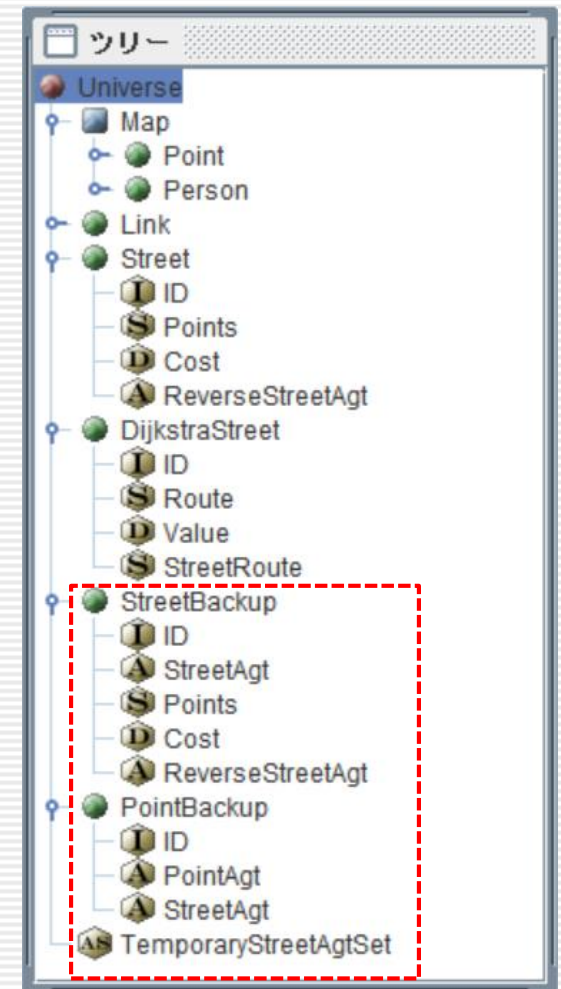 ツリー
Universe
Map
Point
Person
Link
Street
I ID
S Points
D Cost
A ReverseStreetAgt
DijkstraStreet
I ID
S Route
D Value
S StreetRoute
StreetBackup
I ID
A StreetAgt
S Points
D Cost
A ReverseStreetAgt
PointBackup
I ID
A PointAgt
A StreetAgt
AS TemporaryStreetAgtSet